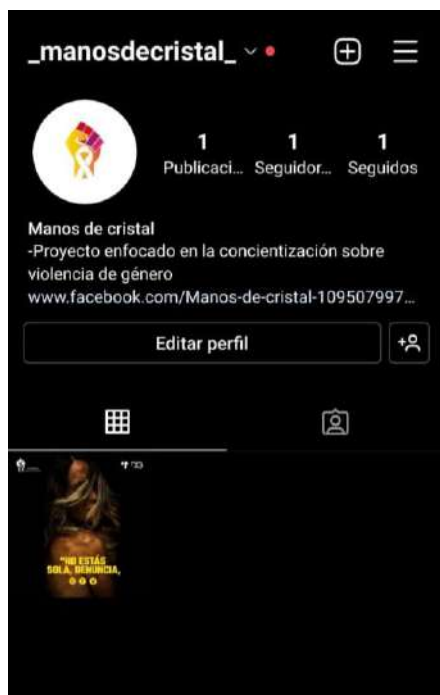 _manosdecristal_
1 1 1
Publicaci... Seguidor... Seguidos
Manos de cristal
-Proyecto enfocado en la concientización sobre
violencia de género
www.facebook.com/Manos-de-cristal-109507997...
Editar perfil
"NO ESTÁS
SOLA, DENUNCIA,